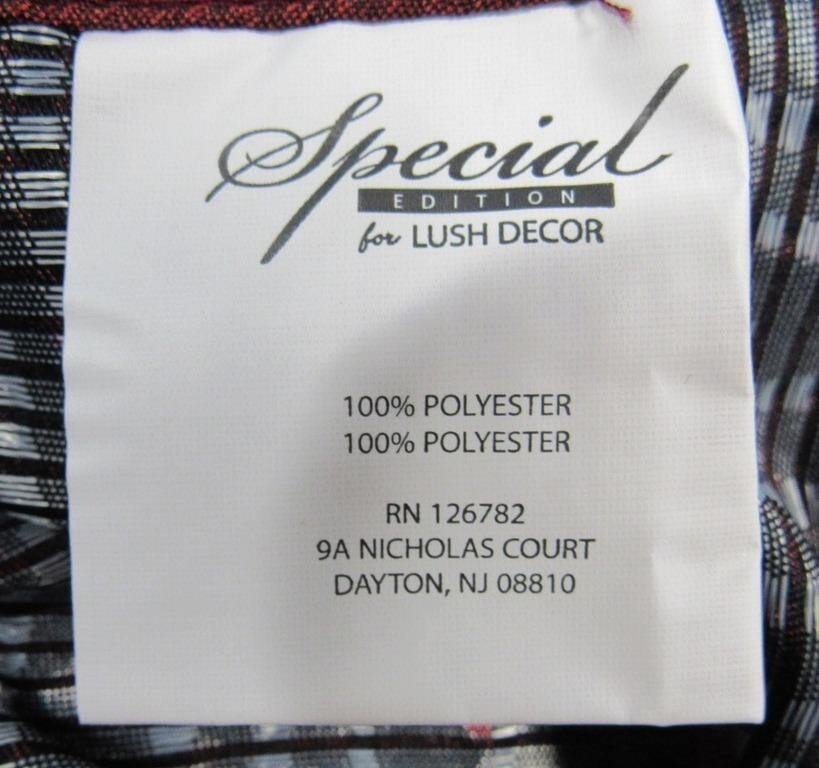 Special
EDITION
for LUSH DECOR
100% POLYESTER
100% POLYESTER
RN 126782
9A NICHOLAS COURT
DAYTON, NJ 08810